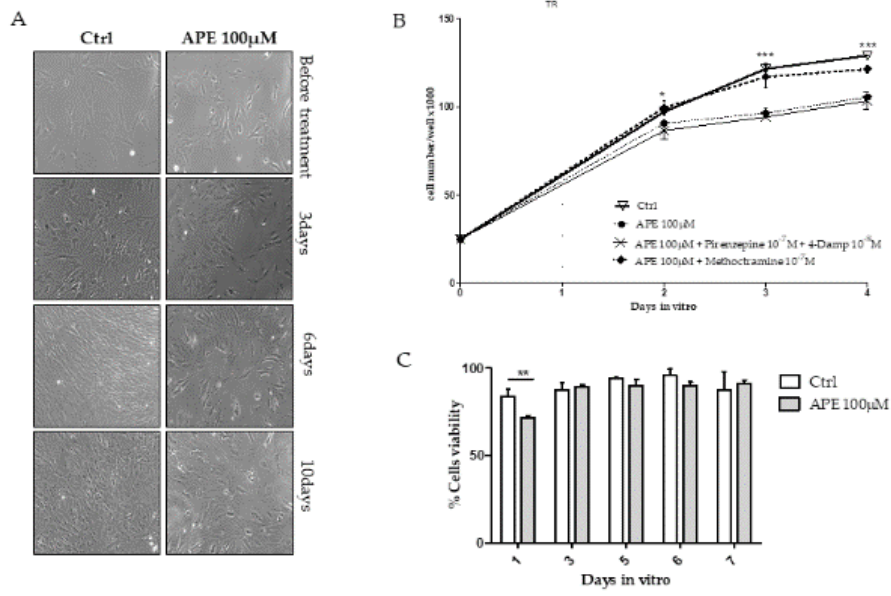 A
Ctrl APE 100µM
Before treatment
3days
6days
10days
B
TR
150
100
50
0
cell number/well x1000
*
***
***
Ctrl
APE 100µM
APE 100µM + Pirenzepine 10⁻⁷M + 4-Damp
APE 100µM + Methoctramine 10⁻⁷M
0 1 2 3 4
Days in vitro
C
100
50
0
% Cells viability
**
Ctrl
APE 100µM
1 3 5 6 7
Days in vitro